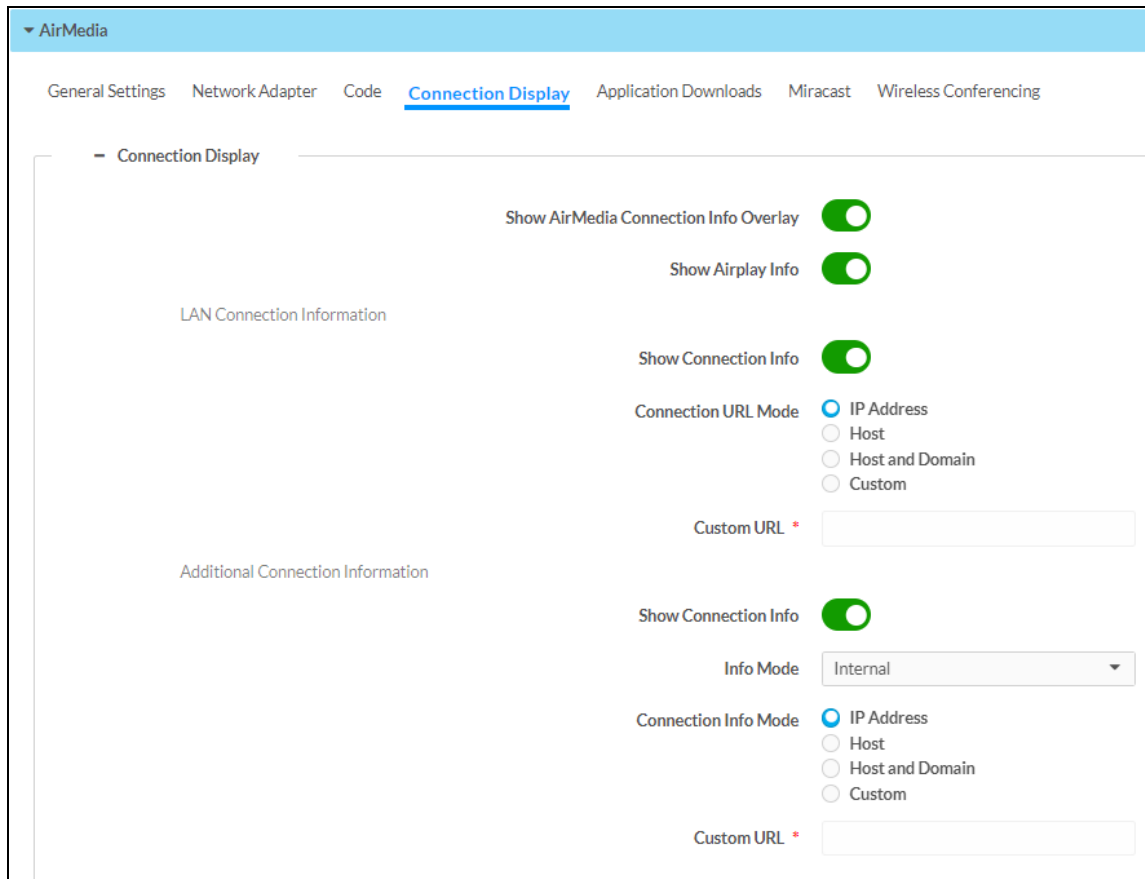 AirMedia
General Settings Network Adapter Code Connection Display Application Downloads Miracast Wireless Conferencing
Connection Display
Show AirMedia Connection Info Overlay
Show Airplay Info
LAN Connection Information
Show Connection Info
Connection URL Mode IP Address
Host
Host and Domain
Custom
Custom URL *
Additional Connection Information
Show Connection Info
Info Mode Internal
Connection Info Mode IP Address
Host
Host and Domain
Custom
Custom URL *